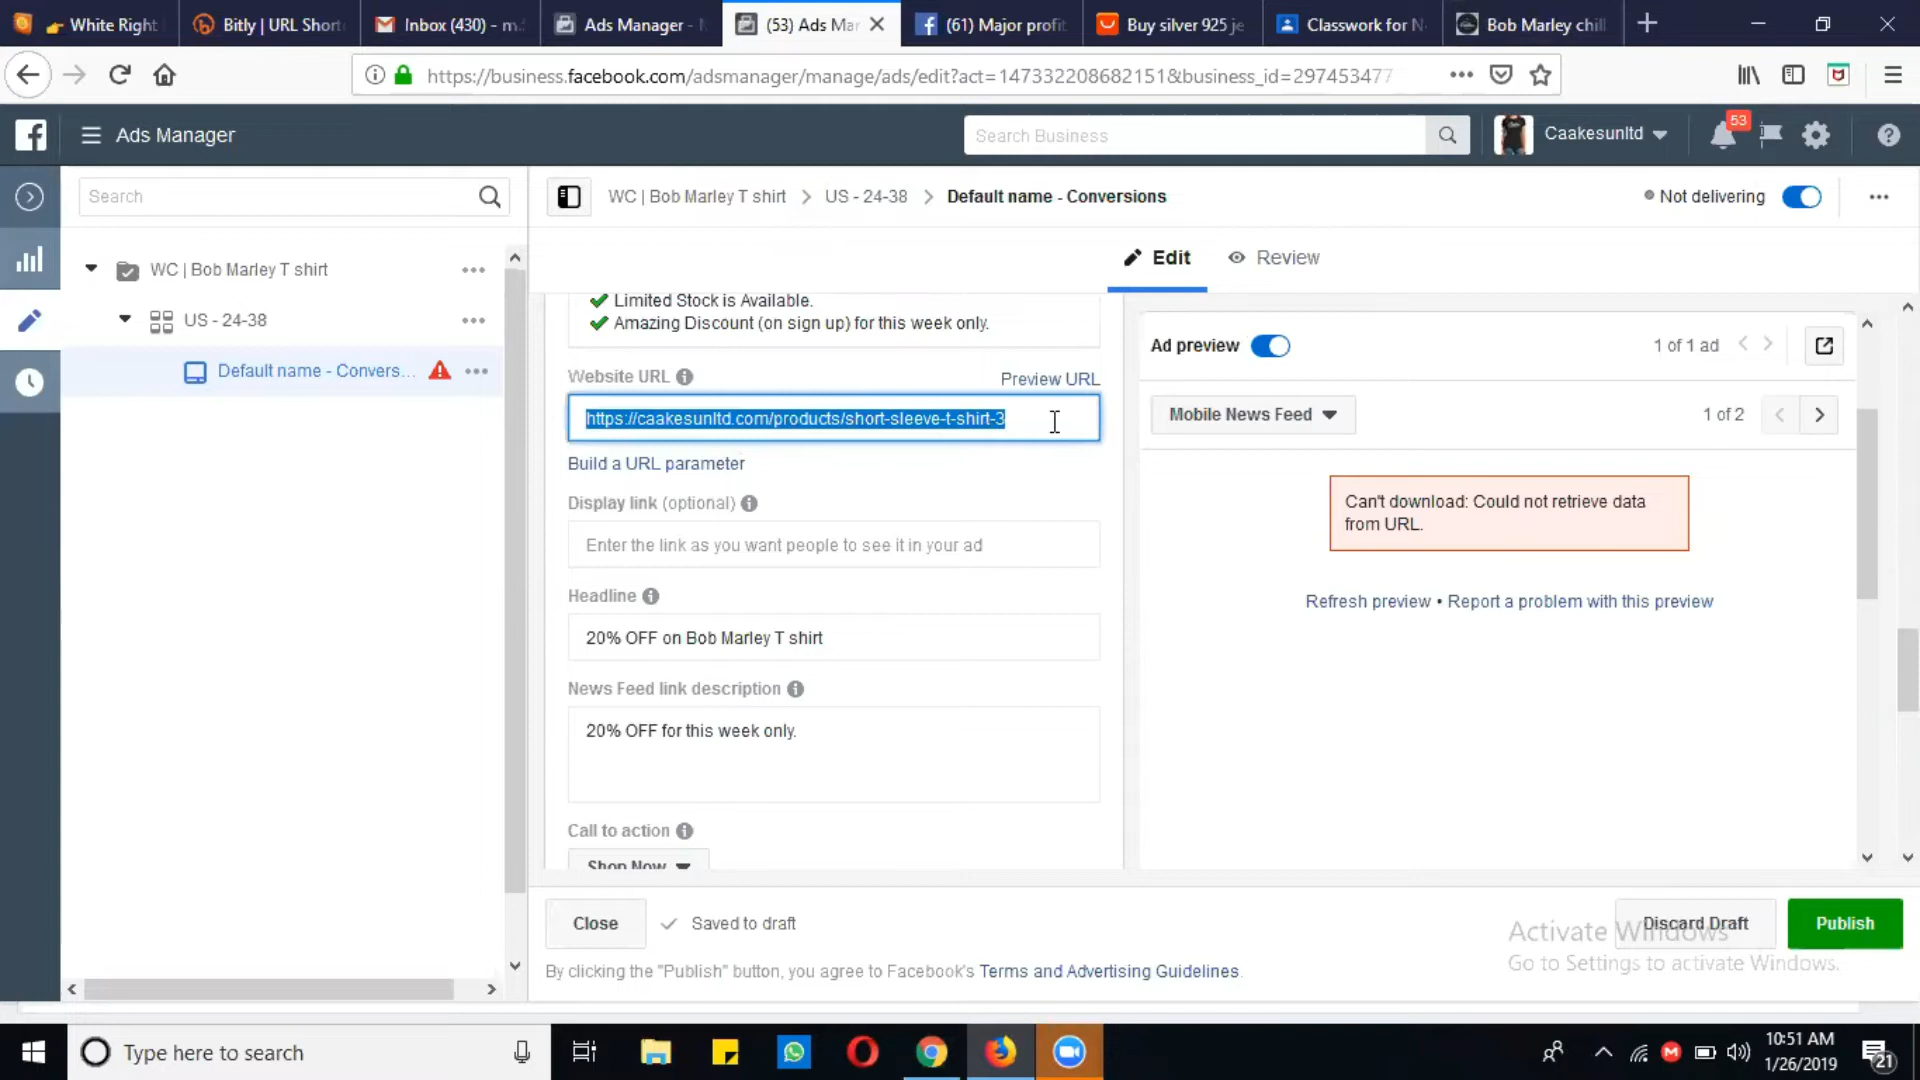 White Right
Bitly | URL Short
Inbox (430) - m.
Ads Manager -
(53) Ads Mar
(61) Major profit
Buy silver 925 je
Classwork for N
Bob Marley chill
https://business.facebook.com/adsmanager/manage/ads/edit?act=147332208682151&business_id=297453477
Ads Manager
Search Business
Caakesunltd
53
Search
WC | Bob Marley T shirt
US - 24-38
Default name - Conversions
Not delivering
Edit
Review
WC | Bob Marley T shirt
US - 24-38
Default name - Convers...
Limited Stock is Available.
Amazing Discount (on sign up) for this week only.
Website URL
Preview URL
https://caakesunltd.com/products/short-sleeve-t-shirt-3
Build a URL parameter
Display link (optional)
Enter the link as you want people to see it in your ad
Headline
20% OFF on Bob Marley T shirt
News Feed link description
20% OFF for this week only.
Call to action
Shop Now
Ad preview
1 of 1 ad
Mobile News Feed
1 of 2
Can't download: Could not retrieve data
from URL.
Refresh preview • Report a problem with this preview
Close
Saved to draft
Discard Draft
Publish
Activate Windows
Go to Settings to activate Windows.
By clicking the "Publish" button, you agree to Facebook's Terms and Advertising Guidelines.
Type here to search
10:51 AM
1/26/2019
21